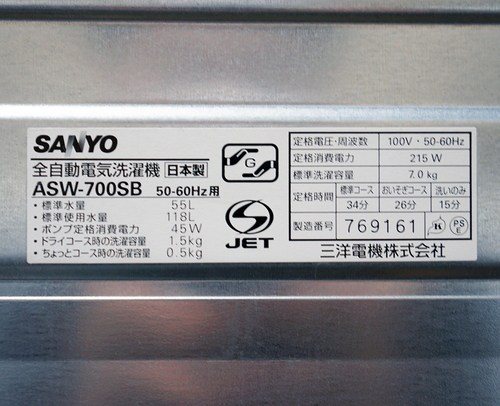 SANYO
全自動電気洗濯機 日本製
ASW-700SB 50-60Hz用
・標準水量 55L
・標準使用水量 118L
・ポンプ定格消費電力 45W
・ドライコース時の洗濯容量 1.5kg
・ちょっとコース時の洗濯容量 0.5kg
G
JET
定格電圧・周波数 100V・50-60Hz
定格消費電力 215W
標準洗濯容量 7.0kg
定格時間 標準コース おいそぎコース 洗いのみ
34分 26分 15分
製造番号 769161 K PSE
三洋電機株式会社